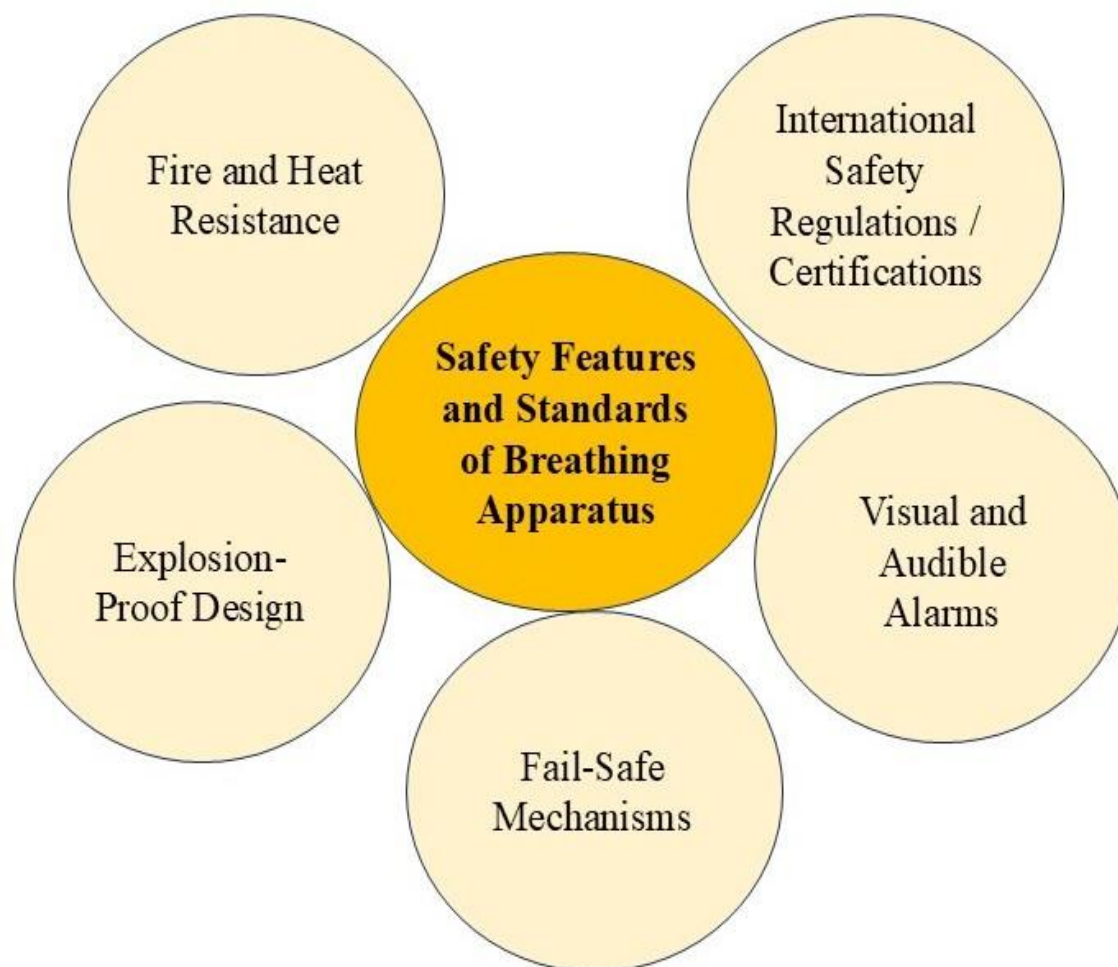 Fire and Heat
Resistance
International
Safety
Regulations /
Certifications
Safety Features
and Standards
of Breathing
Apparatus
Explosion-
Proof Design
Visual and
Audible
Alarms
Fail-Safe
Mechanisms